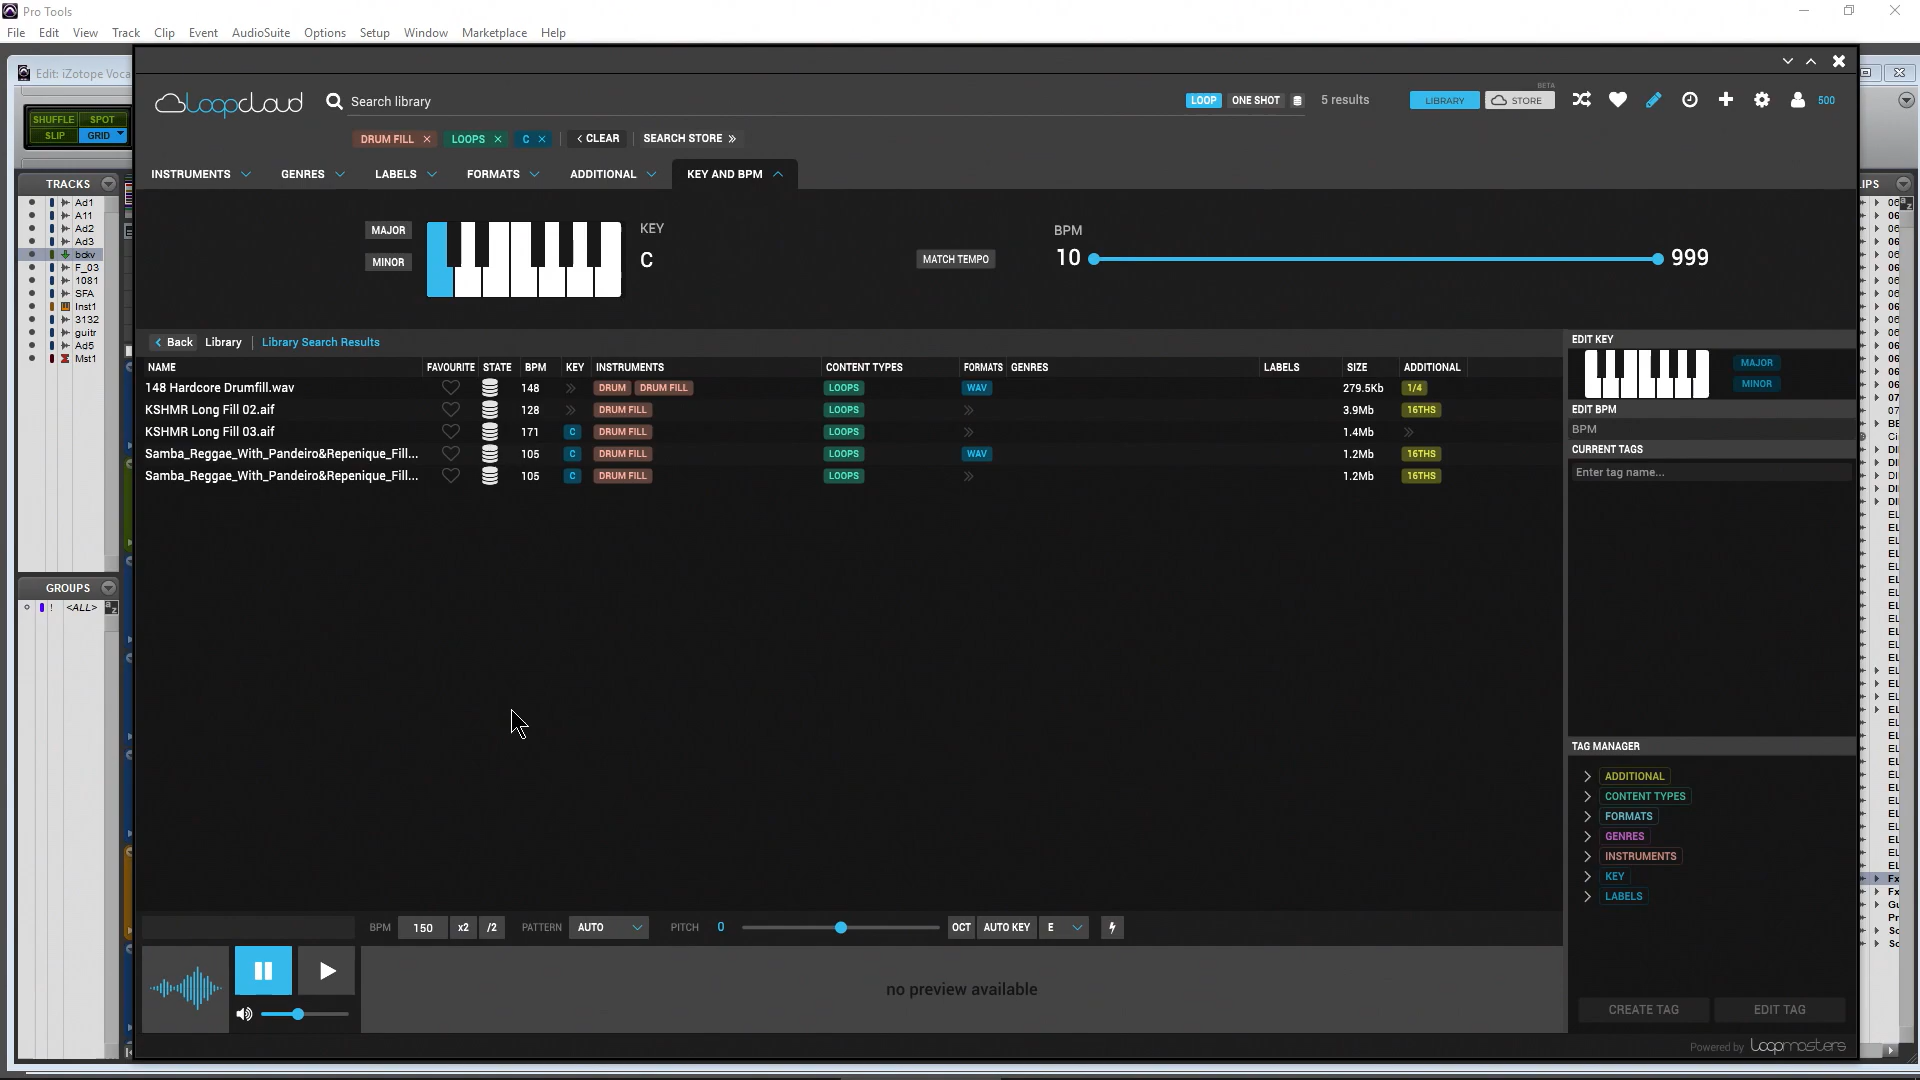 Pro Tools
File Edit View Track Clip Event AudioSuite Options Setup Window Marketplace Help
Edit: iZotope Voca
loopcloud Search library LOOP ONE SHOT 5 results LIBRARY BETA STORE 500
SHUFFLE SPOT
SLIP GRID
DRUM FILL × LOOPS × C × < CLEAR SEARCH STORE »
INSTRUMENTS GENRES LABELS FORMATS ADDITIONAL KEY AND BPM
TRACKS
Ad1
A11
Ad2
Ad3
bckv
F_03
1081
SFA
Inst1
3132
guitr
Ad5
Mst1
GROUPS
! <ALL>
MAJOR
MINOR
KEY
C
MATCH TEMPO
BPM
10 999
< Back Library | Library Search Results
NAME FAVOURITE STATE BPM KEY INSTRUMENTS CONTENT TYPES FORMATS GENRES LABELS SIZE ADDITIONAL
148 Hardcore Drumfill.wav 148 » DRUM DRUM FILL LOOPS WAV 279.5Kb 1/4
KSHMR Long Fill 02.aif 128 » DRUM FILL LOOPS » 3.9Mb 16THS
KSHMR Long Fill 03.aif 171 C DRUM FILL LOOPS » 1.4Mb »
Samba_Reggae_With_Pandeiro&Repenique_Fill... 105 C DRUM FILL LOOPS WAV 1.2Mb 16THS
Samba_Reggae_With_Pandeiro&Repenique_Fill... 105 C DRUM FILL LOOPS » 1.2Mb 16THS
EDIT KEY
MAJOR
MINOR
EDIT BPM
BPM
CURRENT TAGS
Enter tag name...
TAG MANAGER
ADDITIONAL
CONTENT TYPES
FORMATS
GENRES
INSTRUMENTS
KEY
LABELS
CREATE TAG EDIT TAG
BPM 150 x2 /2 PATTERN AUTO PITCH 0 OCT AUTO KEY E
no preview available
Powered by Loopmasters